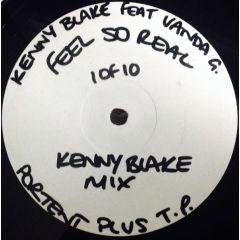 KENNY BLAKE FEAT VANDA G.
FEEL SO REAL
1 OF 10
KENNY BLAKE
MIX
PORTENT PLUS T.P.